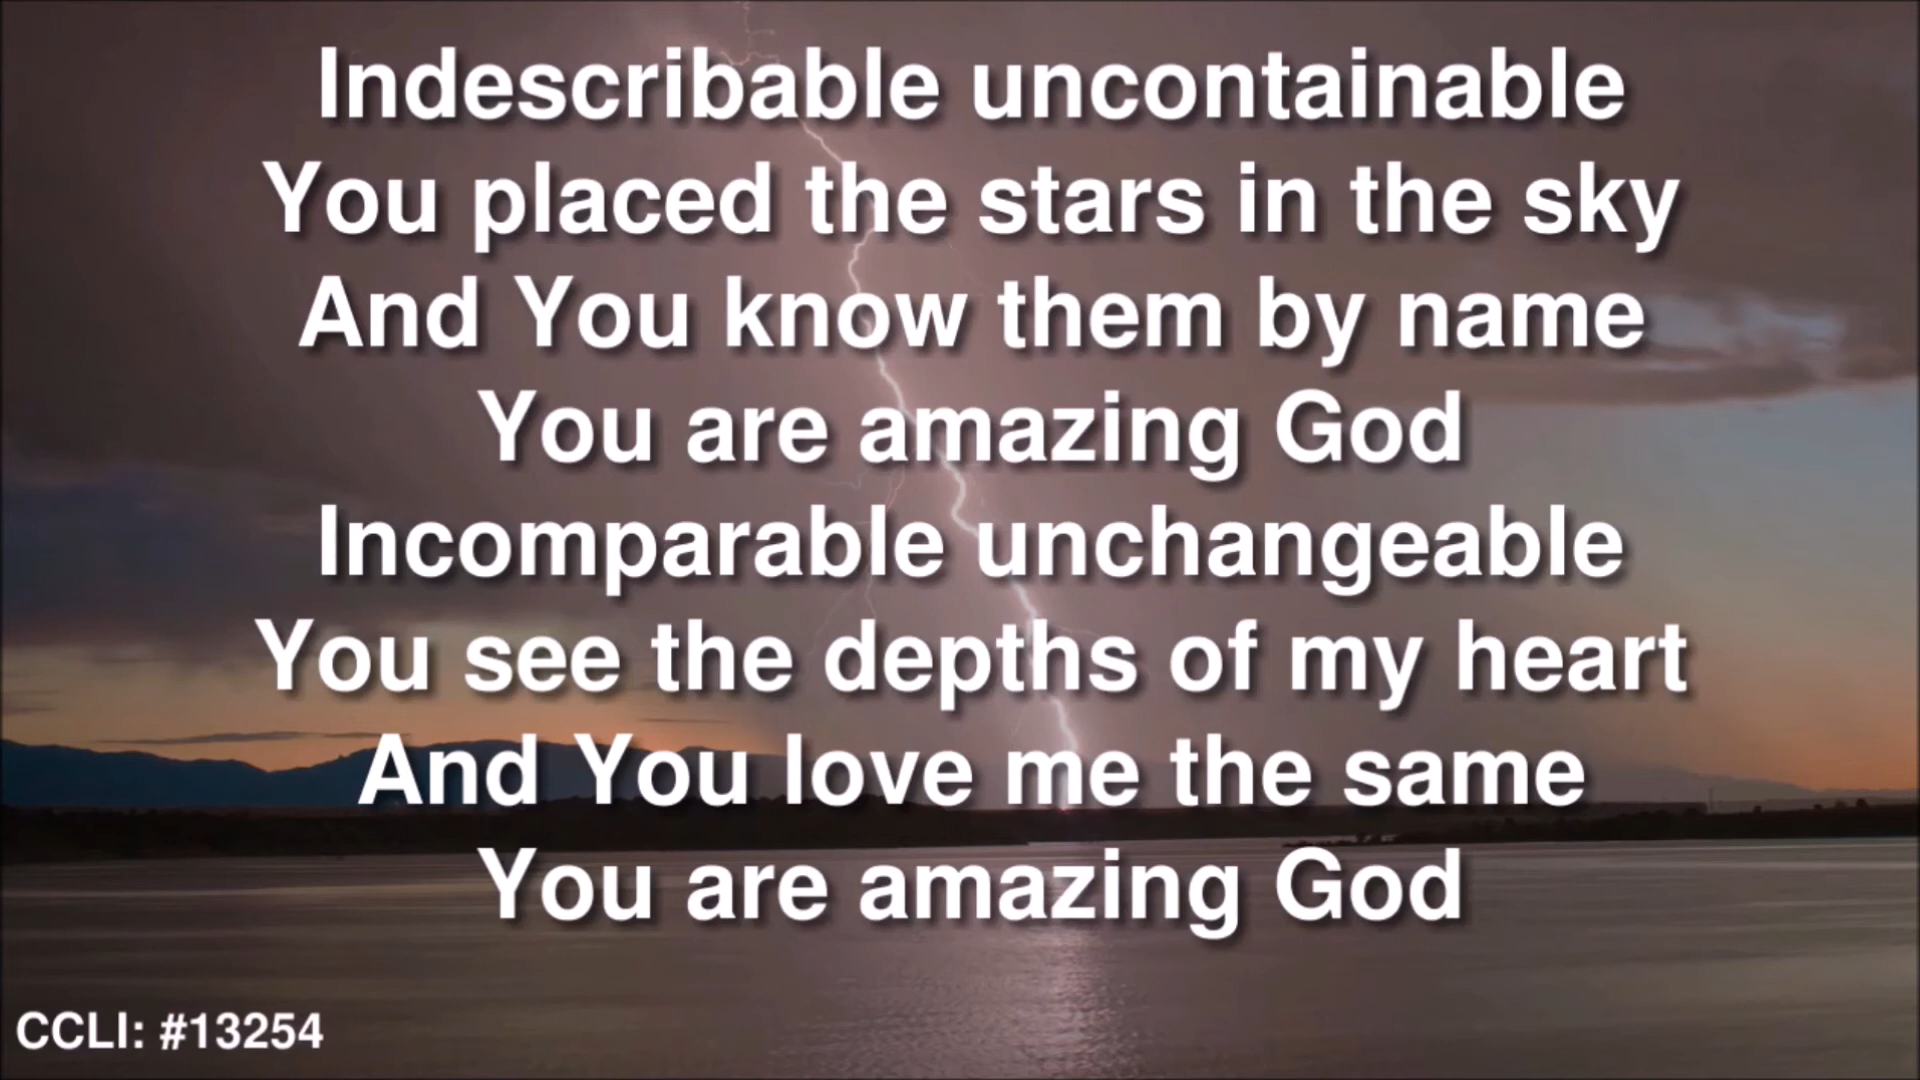 Indescribable uncontainable
You placed the stars in the sky
And You know them by name
You are amazing God
Incomparable unchangeable
You see the depths of my heart
And You love me the same
You are amazing God
CCLI: #13254